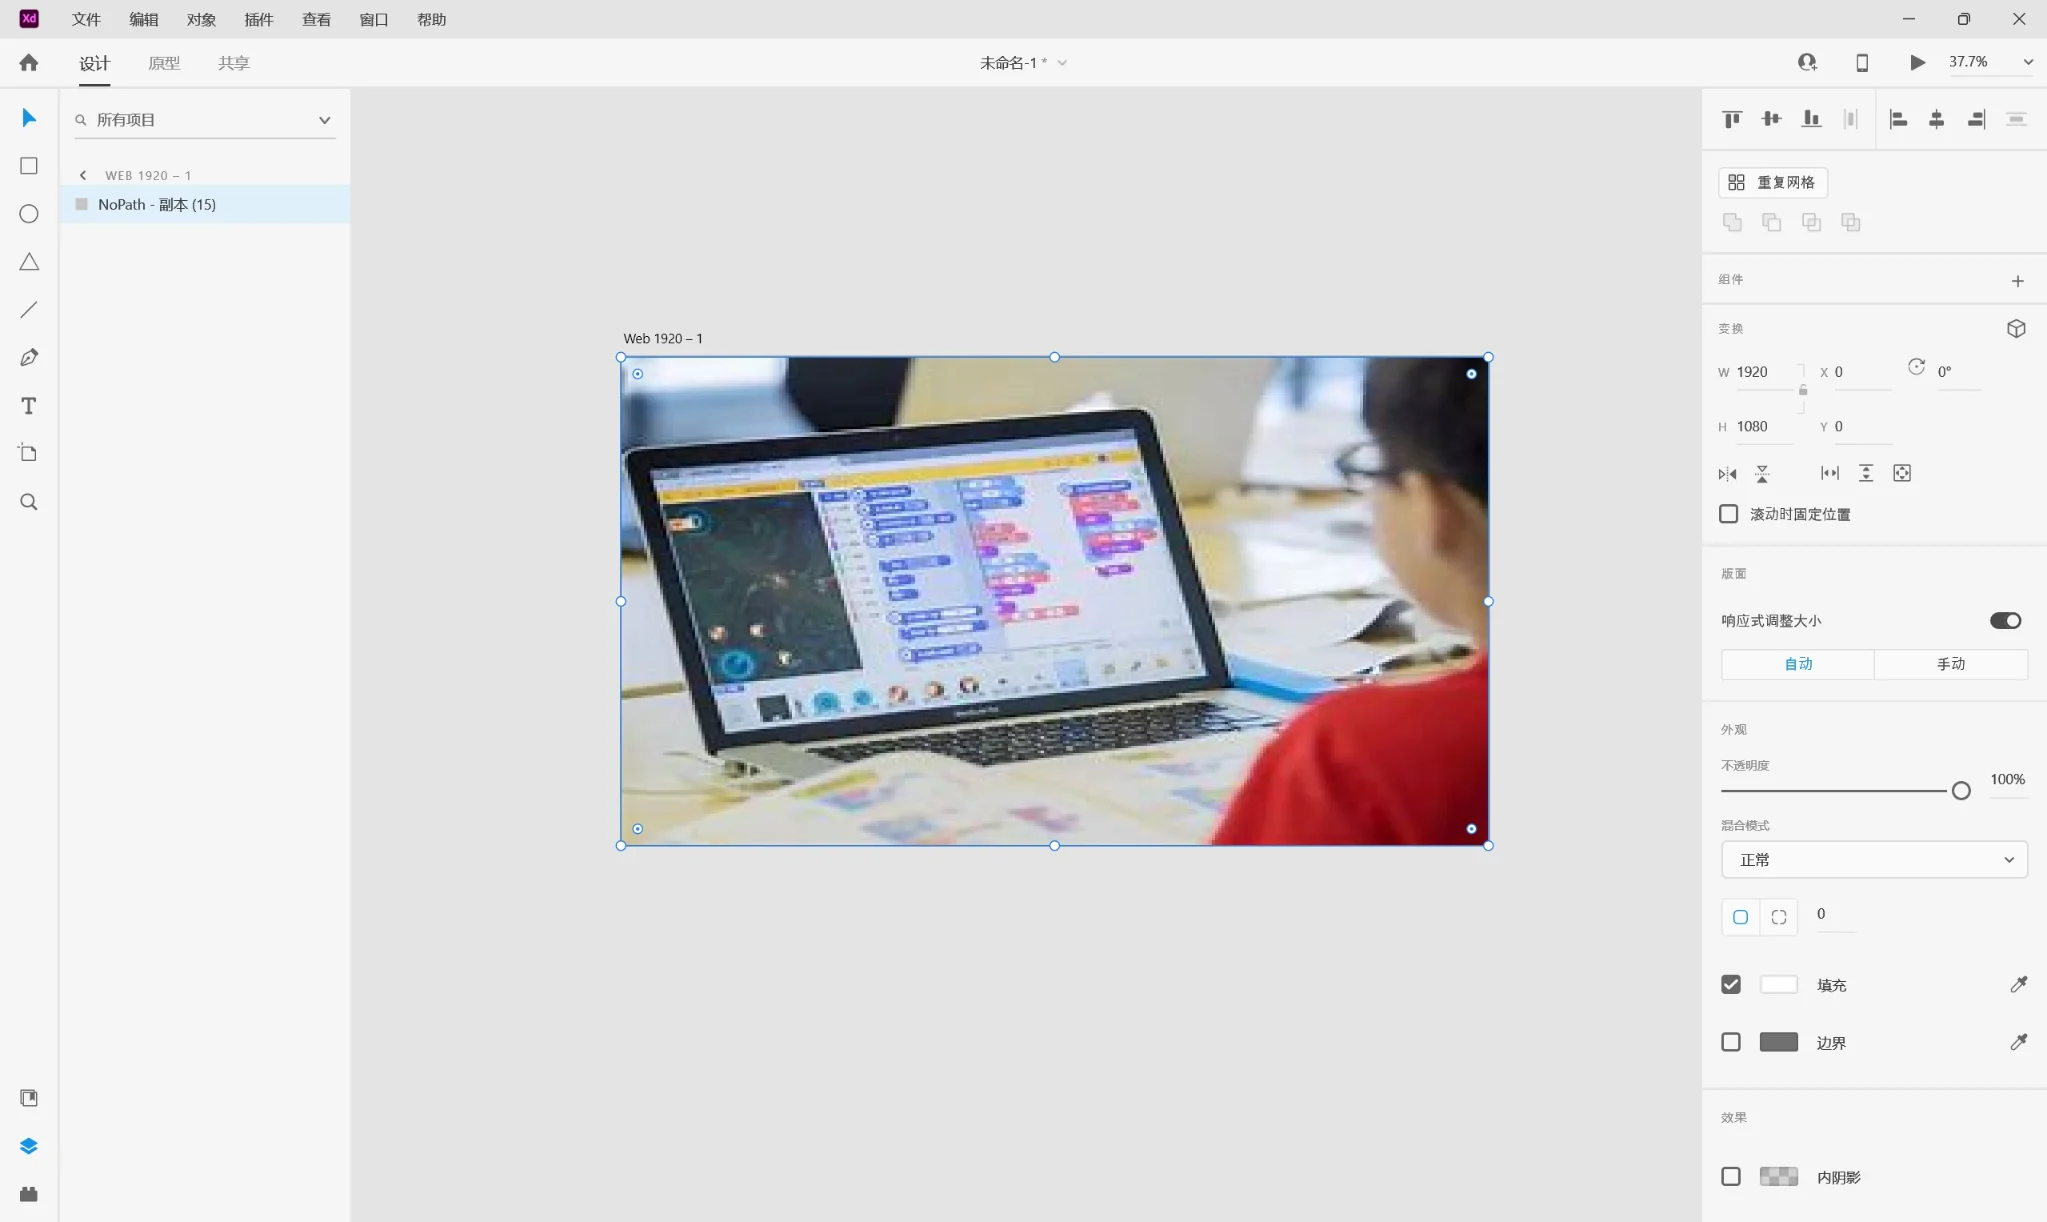 Xd 文件 编辑 对象 插件 查看 窗口 帮助
设计 原型 共享 未命名-1 * 37.7%
所有项目
WEB 1920 – 1
NoPath - 副本 (15)
Web 1920 – 1
重复网格
组件
变换
W 1920 X 0 0°
H 1080 Y 0
滚动时固定位置
版面
响应式调整大小
自动 手动
外观
不透明度
100%
混合模式
正常
0
填充
边界
效果
内阴影
T